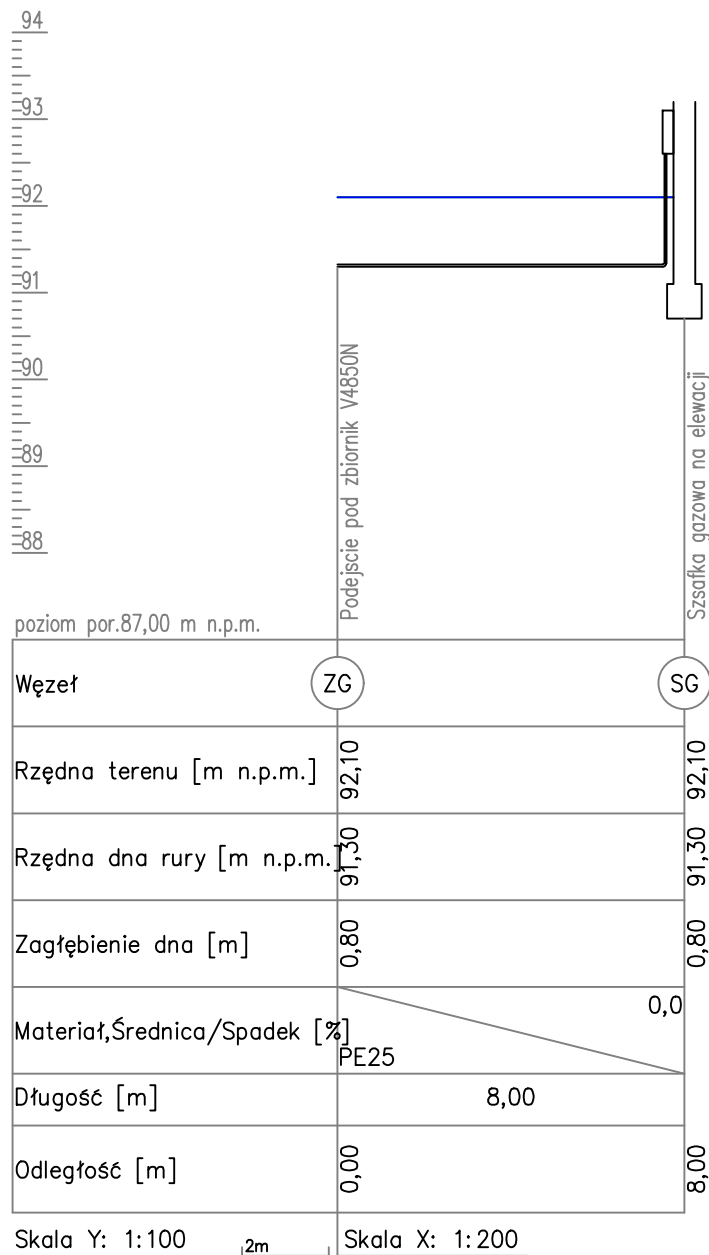 94
93
92
91
90
89
88
Podejscie pod zbiornik V4850N
Szsafka gazowa na elewacji
poziom por.87,00 m n.p.m.
Węzeł ZG SG
Rzędna terenu [m n.p.m.] 92,10 92,10
Rzędna dna rury [m n.p.m.] 91,30 91,30
Zagłębienie dna [m] 0,80 0,80
0,0
Materiał,Średnica/Spadek [%]
PE25
Długość [m] 8,00
Odległość [m] 0,00 8,00
Skala Y: 1:100 2m Skala X: 1:200